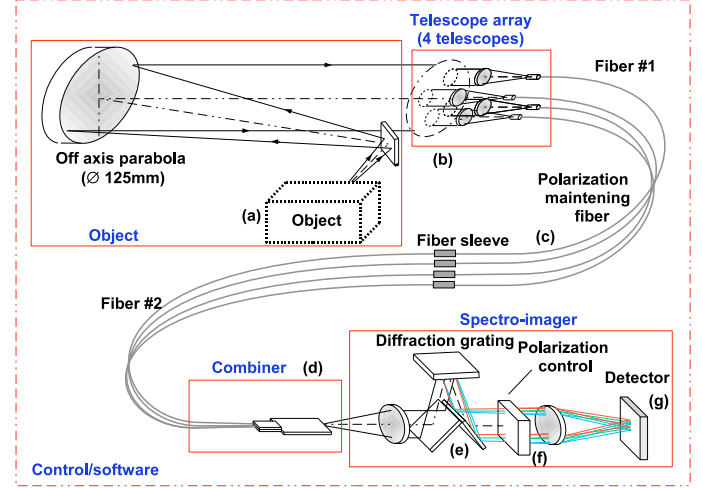 Telescope array
(4 telescopes)
Fiber #1
Off axis parabola
(Ø 125mm)
(b)
(a)
Object
Object
Polarization
maintening
fiber
(c)
Fiber sleeve
Fiber #2
Spectro-imager
Diffraction grating
Polarization
control
Combiner
(d)
Detector
(g)
(e)
(f)
Control/software